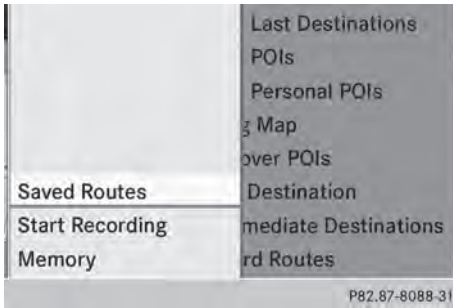 Saved Routes
Start Recording
Memory
Last Destinations
POIs
Personal POIs
g Map
over POIs
Destination
mediate Destinations
rd Routes
P82.87-8088-31